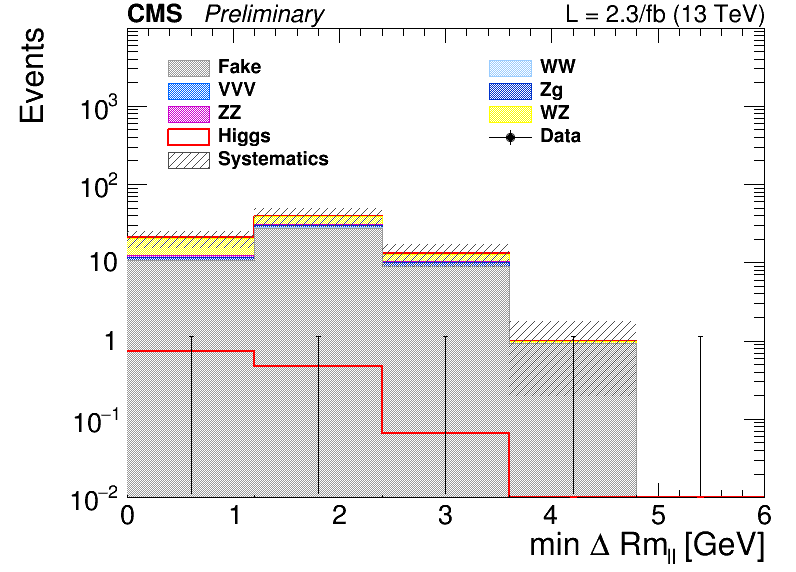 CMS Preliminary L = 2.3/fb (13 TeV)
Events
Fake WW
VVV Zg
ZZ WZ
Higgs Data
Systematics
10³
10²
10
1
10⁻¹
10⁻²
0 1 2 3 4 5 6
min Δ Rm_ll [GeV]